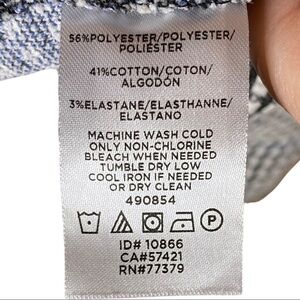 56%POLYESTER/POLYESTER/
POLIÉSTER
41%COTTON/COTON/
ALGODÓN
3%ELASTANE/ELASTHANNE/
ELASTANO
MACHINE WASH COLD
ONLY NON-CHLORINE
BLEACH WHEN NEEDED
TUMBLE DRY LOW
COOL IRON IF NEEDED
OR DRY CLEAN
490854
P
ID# 10866
CA#57421
RN#77379